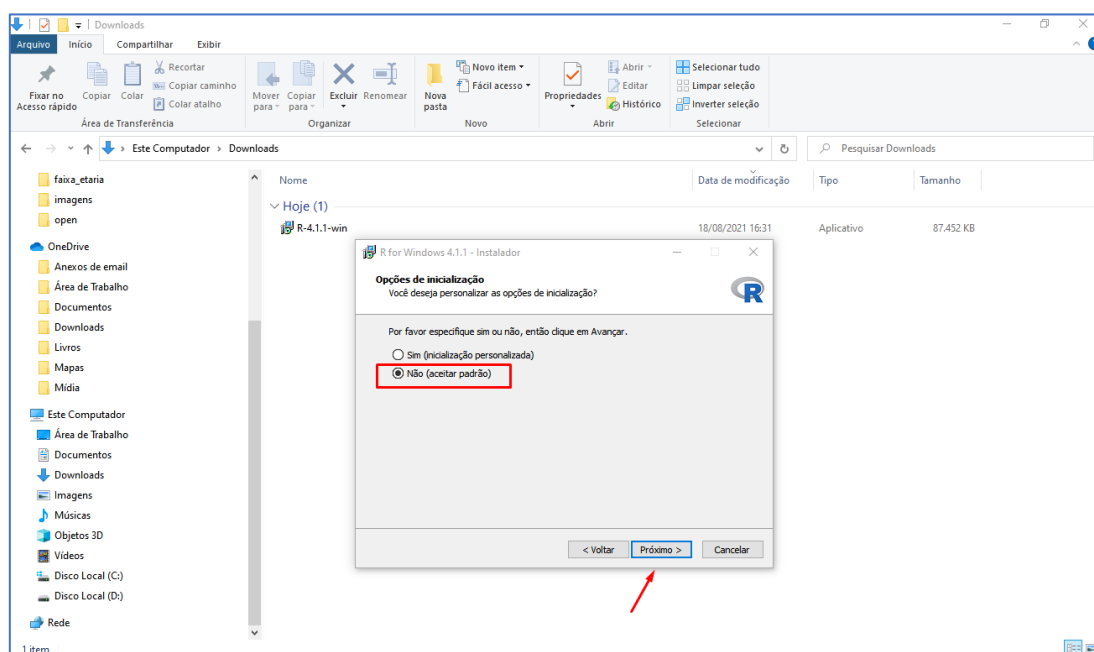 Downloads
Arquivo Início Compartilhar Exibir
Fixar no Acesso rápido
Copiar
Colar
Recortar
Copiar caminho
Colar atalho
Área de Transferência
Mover para
Copiar para
Excluir
Renomear
Organizar
Nova pasta
Novo item
Fácil acesso
Novo
Propriedades
Abrir
Editar
Histórico
Abrir
Selecionar tudo
Limpar seleção
Inverter seleção
Selecionar
Este Computador > Downloads
Pesquisar Downloads
faixa_etaria
imagens
open
OneDrive
Anexos de email
Área de Trabalho
Documentos
Downloads
Livros
Mapas
Mídia
Este Computador
Área de Trabalho
Documentos
Downloads
Imagens
Músicas
Objetos 3D
Vídeos
Disco Local (C:)
Disco Local (D:)
Rede
1 item
Nome Data de modificação Tipo Tamanho
Hoje (1)
R-4.1.1-win 18/08/2021 16:31 Aplicativo 87.452 KB
R for Windows 4.1.1 - Instalador
Opções de inicialização
Você deseja personalizar as opções de inicialização?
R
Por favor especifique sim ou não, então clique em Avançar.
Sim (inicialização personalizada)
Não (aceitar padrão)
< Voltar Próximo > Cancelar